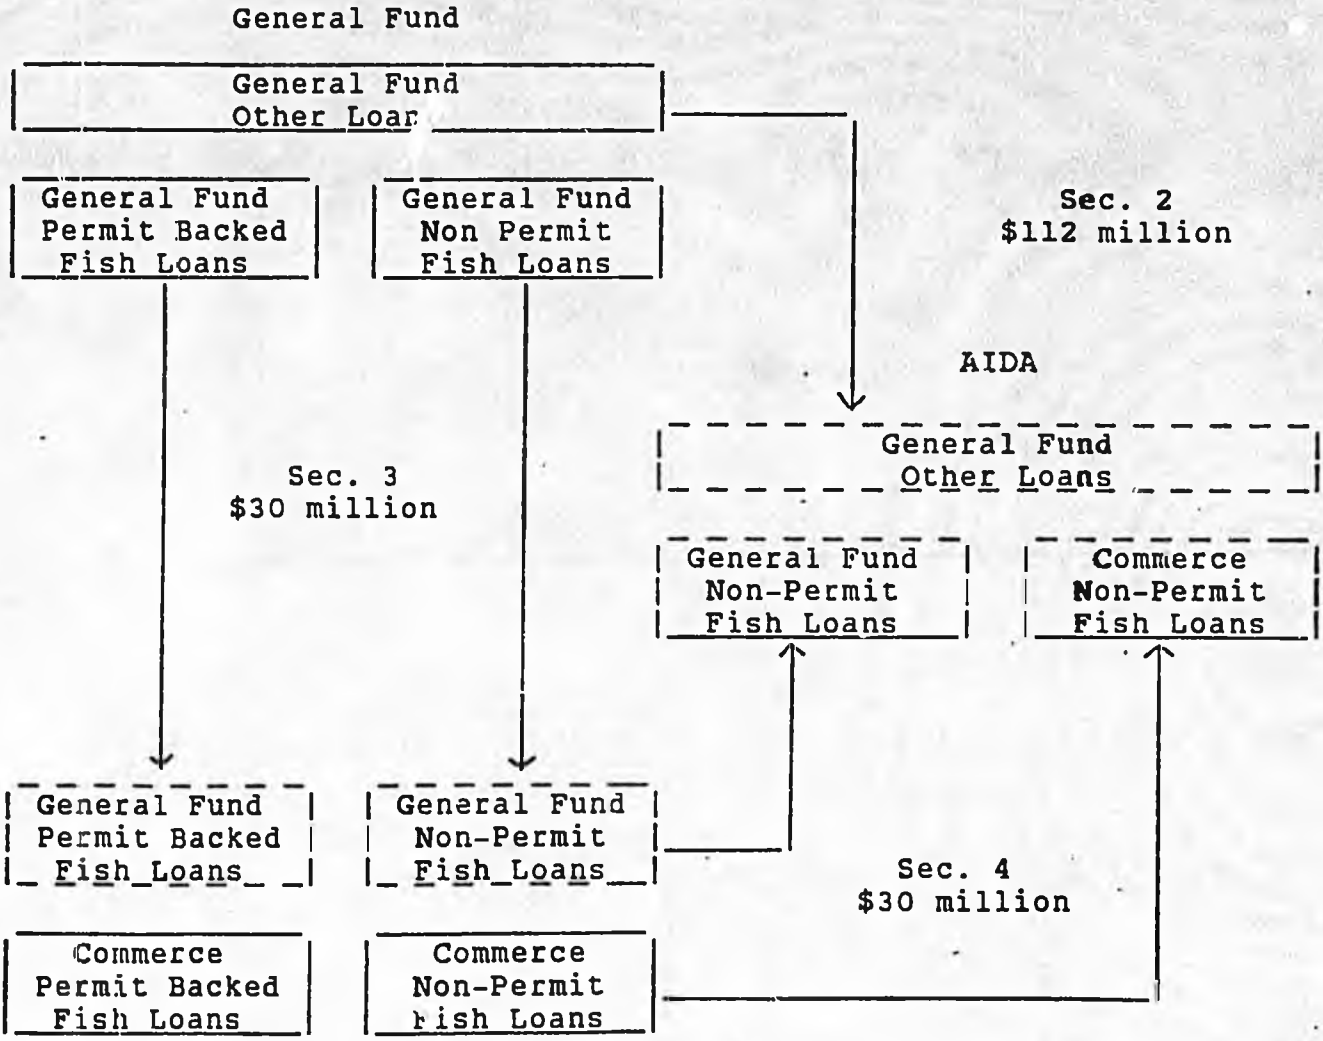 General Fund
General Fund
Other Loan
General Fund
Permit Backed
Fish Loans
General Fund
Non Permit
Fish Loans
Sec. 2
$112 million
AIDA
General Fund
Other Loans
Sec. 3
$30 million
General Fund
Non-Permit
Fish Loans
Commerce
Non-Permit
Fish Loans
General Fund
Permit Backed
Fish Loans
General Fund
Non-Permit
Fish Loans
Sec. 4
$30 million
Commerce
Permit Backed
Fish Loans
Commerce
Non-Permit
Fish Loans